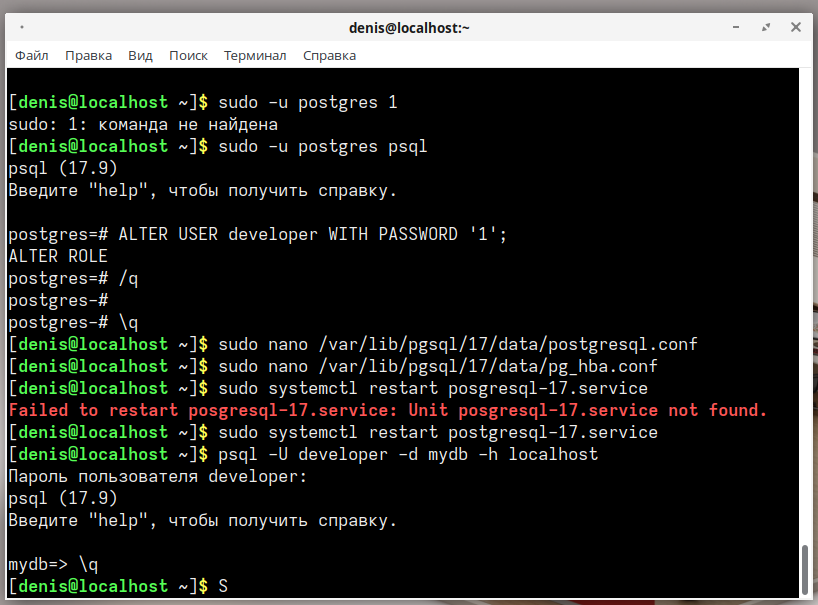 denis@localhost:~
Файл Правка Вид Поиск Терминал Справка
[denis@localhost ~]$ sudo -u postgres 1
sudo: 1: команда не найдена
[denis@localhost ~]$ sudo -u postgres psql
psql (17.9)
Введите "help", чтобы получить справку.
postgres=# ALTER USER developer WITH PASSWORD '1';
ALTER ROLE
postgres=# /q
postgres-#
postgres-# \q
[denis@localhost ~]$ sudo nano /var/lib/pgsql/17/data/postgresql.conf
[denis@localhost ~]$ sudo nano /var/lib/pgsql/17/data/pg_hba.conf
[denis@localhost ~]$ sudo systemctl restart posgresql-17.service
Failed to restart posgresql-17.service: Unit posgresql-17.service not found.
[denis@localhost ~]$ sudo systemctl restart postgresql-17.service
[denis@localhost ~]$ psql -U developer -d mydb -h localhost
Пароль пользователя developer:
psql (17.9)
Введите "help", чтобы получить справку.
mydb=> \q
[denis@localhost ~]$ S